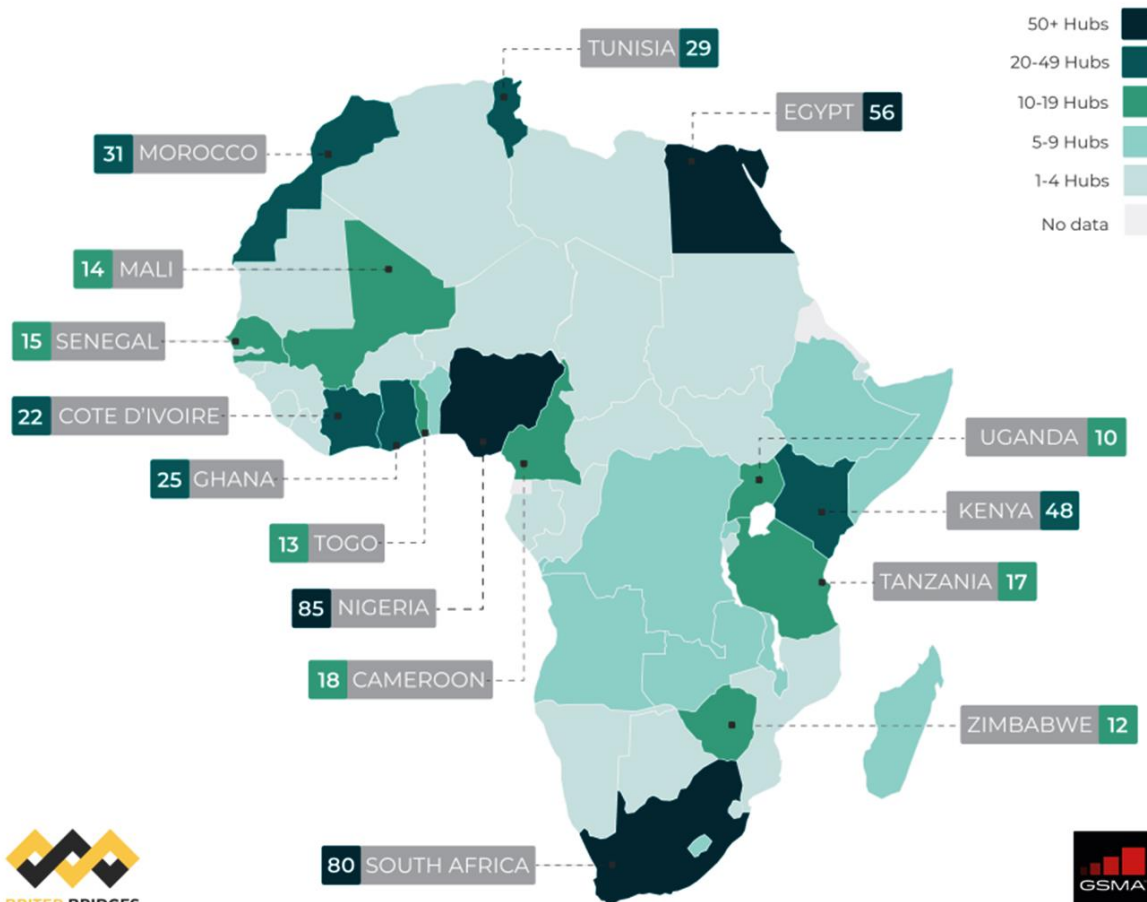 50+ Hubs
20-49 Hubs
10-19 Hubs
5-9 Hubs
1-4 Hubs
No data
TUNISIA 29
EGYPT 56
31 MOROCCO
14 MALI
15 SENEGAL
22 COTE D'IVOIRE
25 GHANA
13 TOGO
85 NIGERIA
18 CAMEROON
80 SOUTH AFRICA
UGANDA 10
KENYA 48
TANZANIA 17
ZIMBABWE 12
BRITER BRIDGES
GSMA